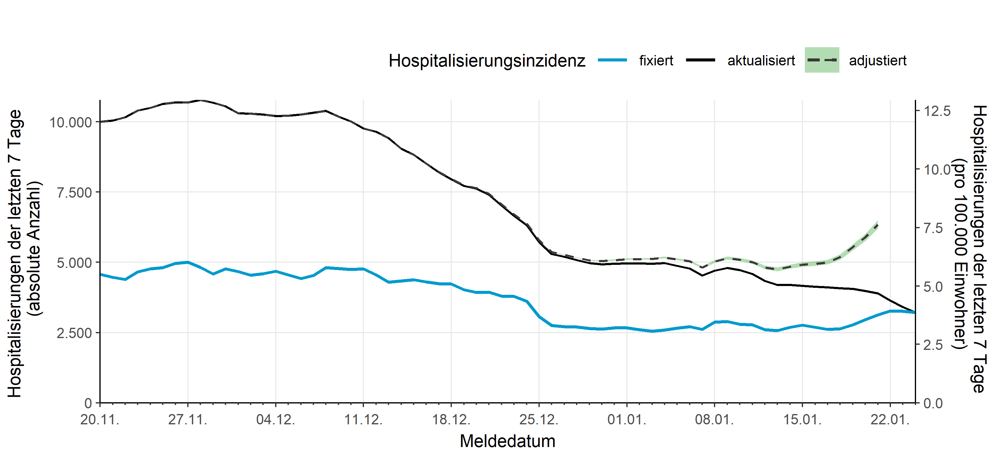 Hospitalisierungsinzidenz fixiert aktualisiert adjustiert
Hospitalisierungen der letzten 7 Tage
(absolute Anzahl)
10.000
7.500
5.000
2.500
0
12.5
10.0
7.5
5.0
2.5
0.0
Hospitalisierungen der letzten 7 Tage
(pro 100.000 Einwohner)
20.11. 27.11. 04.12. 11.12. 18.12. 25.12. 01.01. 08.01. 15.01. 22.01.
Meldedatum